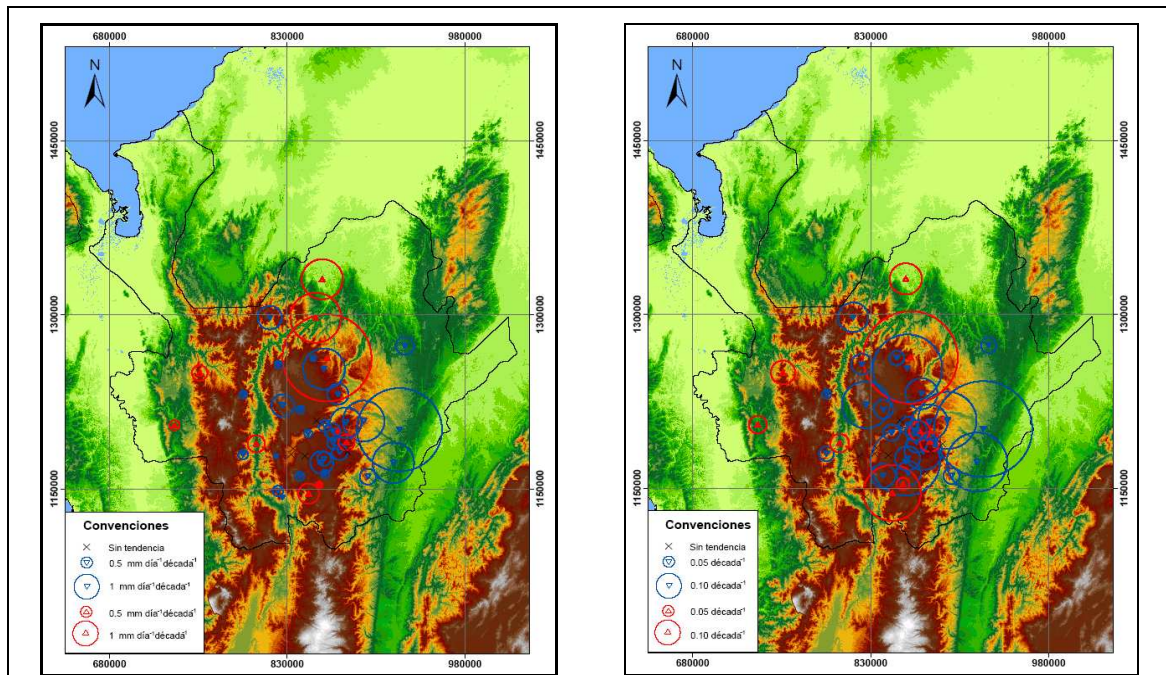 680000 830000 980000
N
1450000 1450000
1300000 1300000
1150000 1150000
Convenciones
Sin tendencia
0.5 mm día⁻¹década⁻¹
1 mm día⁻¹década⁻¹
0.5 mm día⁻¹década⁻¹
1 mm día⁻¹década⁻¹
680000 830000 980000
680000 830000 980000
N
1450000 1450000
1300000 1300000
1150000 1150000
Convenciones
Sin tendencia
0.05 década⁻¹
0.10 década⁻¹
0.05 década⁻¹
0.10 década⁻¹
680000 830000 980000